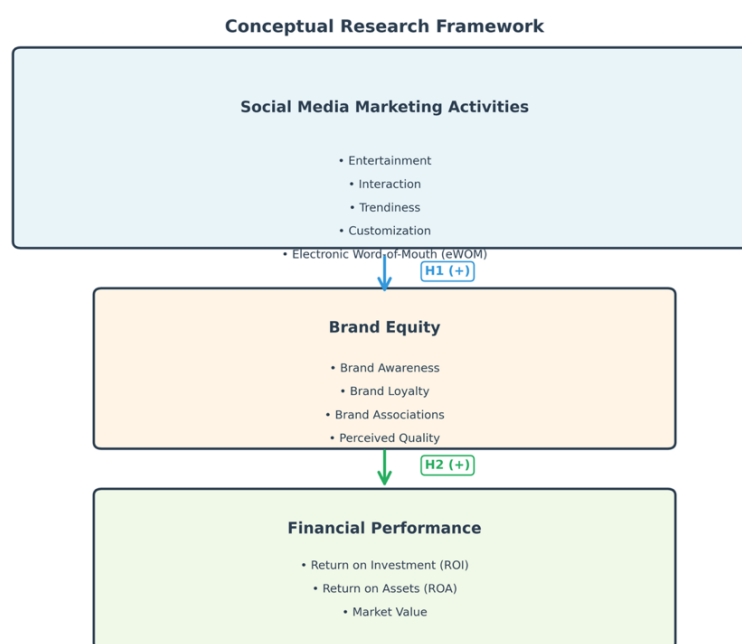 Conceptual Research Framework
Social Media Marketing Activities
• Entertainment
• Interaction
• Trendiness
• Customization
• Electronic Word-of-Mouth (eWOM)
H1 (+)
Brand Equity
• Brand Awareness
• Brand Loyalty
• Brand Associations
• Perceived Quality
H2 (+)
Financial Performance
• Return on Investment (ROI)
• Return on Assets (ROA)
• Market Value